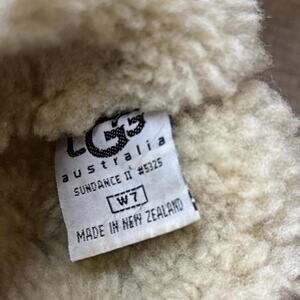 UGG
australia
SUNDANCE II #5325
W7
MADE IN NEW ZEALAND